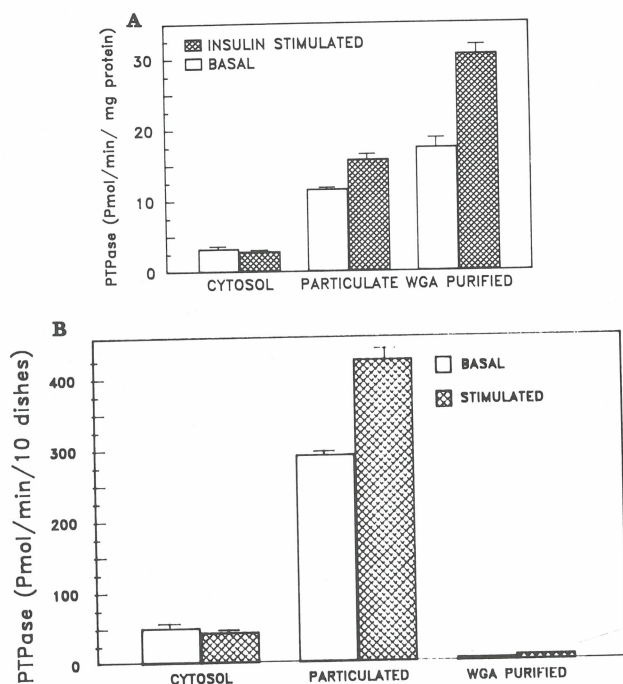 A
INSULIN STIMULATED
BASAL
PTPase (Pmol/min/ mg protein)
30
20
10
0
CYTOSOL PARTICULATE WGA PURIFIED
B
BASAL
STIMULATED
PTPase (Pmol/min/10 dishes)
400
300
200
100
0
CYTOSOL PARTICULATED WGA PURIFIED